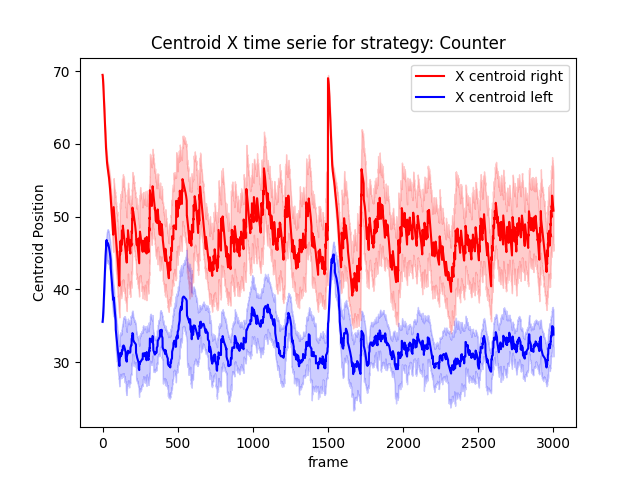 Centroid X time serie for strategy: Counter
X centroid right
X centroid left
70
60
50
40
30
Centroid Position
0 500 1000 1500 2000 2500 3000
frame